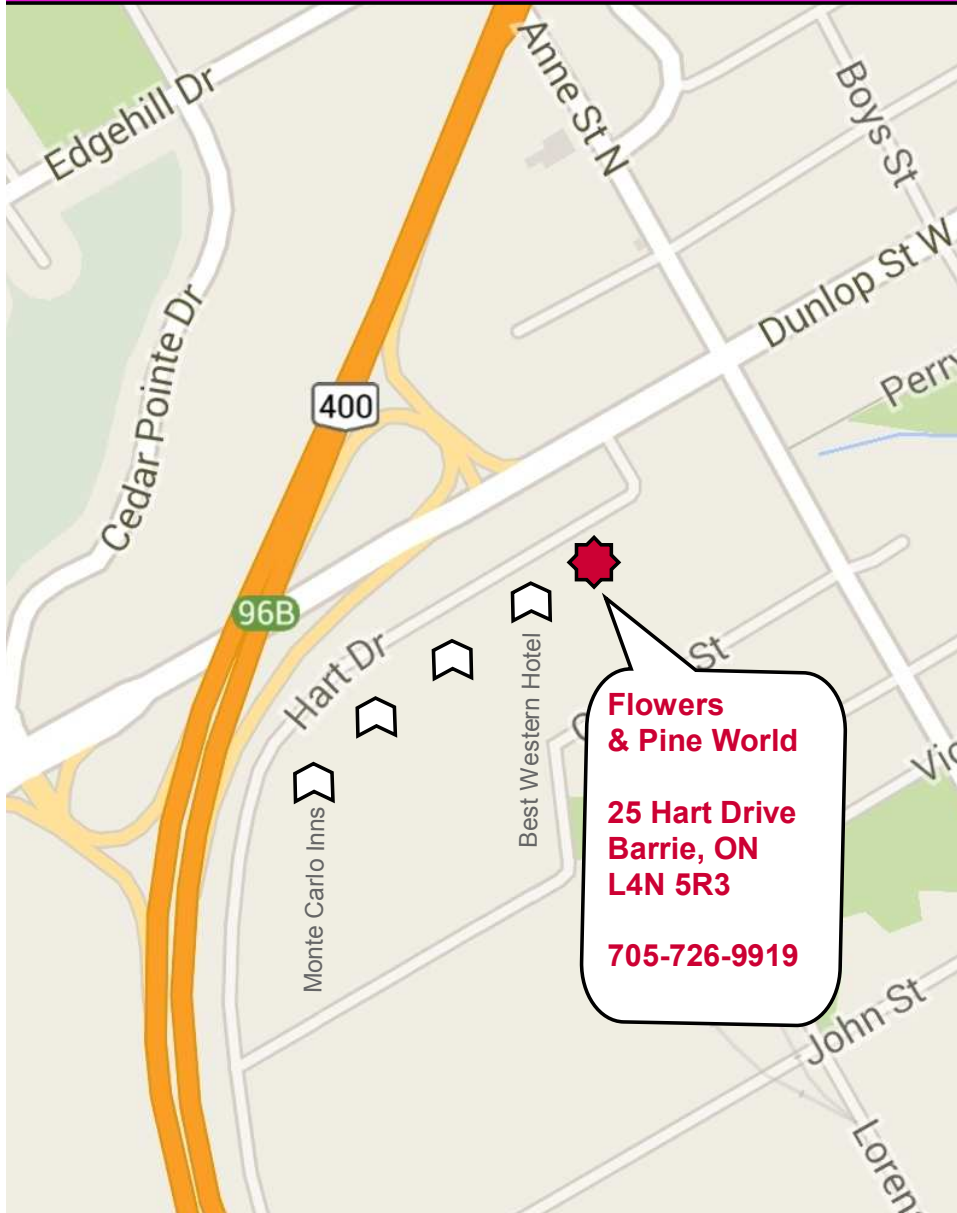 Anne St N
Boys St
Edgehill Dr
Dunlop St W
Cedar Pointe Dr
400
96B
Hart Dr
Best Western Hotel
St
Monte Carlo Inns
Flowers
& Pine World
25 Hart Drive
Barrie, ON
L4N 5R3
705-726-9919
John St